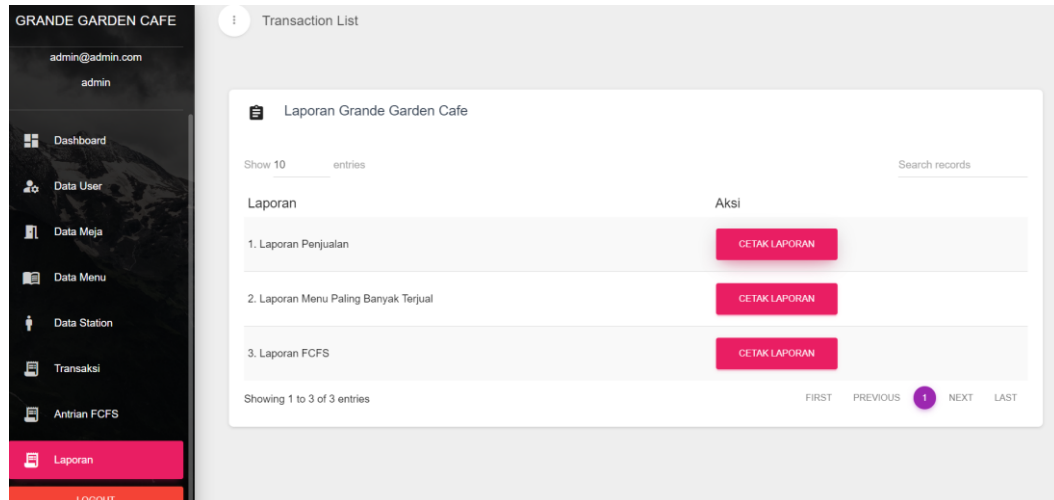 GRANDE GARDEN CAFE
admin@admin.com
admin
Dashboard
Data User
Data Meja
Data Menu
Data Station
Transaksi
Antrian FCFS
Laporan
LOGOUT
Transaction List
Laporan Grande Garden Cafe
Show 10 entries
Search records
Laporan Aksi
1. Laporan Penjualan CETAK LAPORAN
2. Laporan Menu Paling Banyak Terjual CETAK LAPORAN
3. Laporan FCFS CETAK LAPORAN
Showing 1 to 3 of 3 entries
FIRST PREVIOUS 1 NEXT LAST